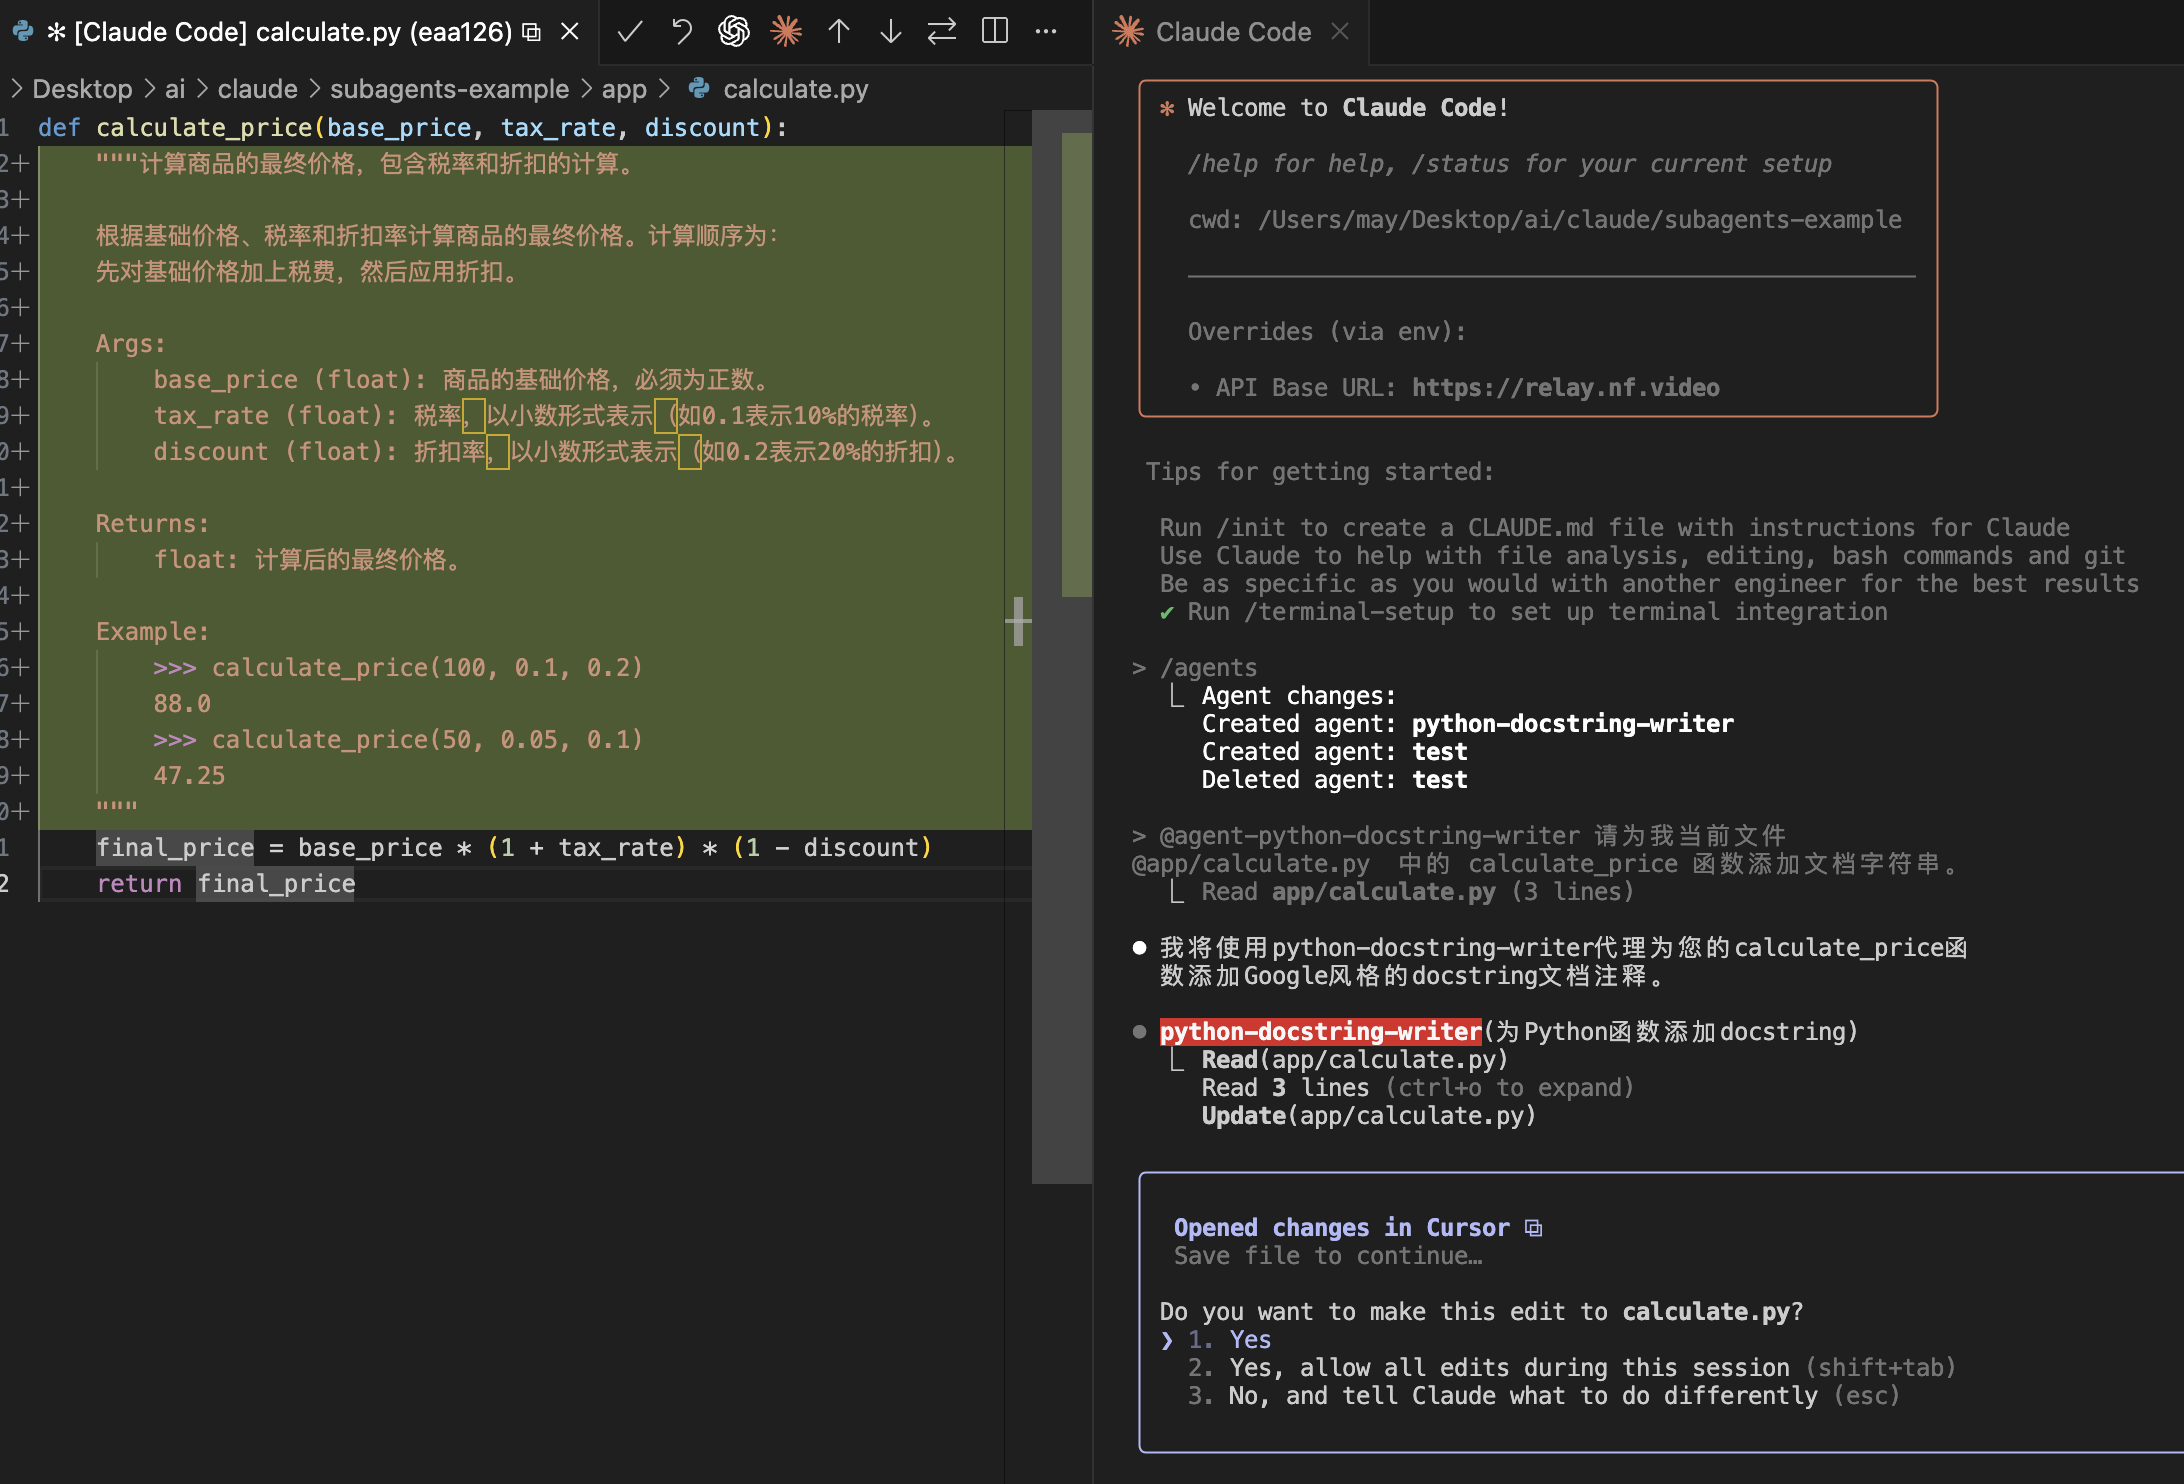 ✻ [Claude Code] calculate.py (eaa126)
Desktop > ai > claude > subagents-example > app > calculate.py
1 def calculate_price(base_price, tax_rate, discount):
2+ """计算商品的最终价格，包含税率和折扣的计算。
3+
4+ 根据基础价格、税率和折扣率计算商品的最终价格。计算顺序为：
5+ 先对基础价格加上税费，然后应用折扣。
6+
7+ Args:
8+ base_price (float): 商品的基础价格，必须为正数。
9+ tax_rate (float): 税率，以小数形式表示（如0.1表示10%的税率）。
0+ discount (float): 折扣率，以小数形式表示（如0.2表示20%的折扣）。
1+
2+ Returns:
3+ float: 计算后的最终价格。
4+
5+ Example:
6+ >>> calculate_price(100, 0.1, 0.2)
7+ 88.0
8+ >>> calculate_price(50, 0.05, 0.1)
9+ 47.25
0+ """
1 final_price = base_price * (1 + tax_rate) * (1 - discount)
2 return final_price
Claude Code
✻ Welcome to Claude Code!
/help for help, /status for your current setup
cwd: /Users/may/Desktop/ai/claude/subagents-example
Overrides (via env):
• API Base URL: https://relay.nf.video
Tips for getting started:
Run /init to create a CLAUDE.md file with instructions for Claude
Use Claude to help with file analysis, editing, bash commands and git
Be as specific as you would with another engineer for the best results
✔ Run /terminal-setup to set up terminal integration
> /agents
⎿ Agent changes:
Created agent: python-docstring-writer
Created agent: test
Deleted agent: test
> @agent-python-docstring-writer 请为我当前文件
@app/calculate.py 中的 calculate_price 函数添加文档字符串。
⎿ Read app/calculate.py (3 lines)
● 我将使用python-docstring-writer代理为您的calculate_price函
数添加Google风格的docstring文档注释。
● python-docstring-writer(为Python函数添加docstring)
⎿ Read(app/calculate.py)
Read 3 lines (ctrl+o to expand)
Update(app/calculate.py)
Opened changes in Cursor ⧉
Save file to continue…
Do you want to make this edit to calculate.py?
❯ 1. Yes
2. Yes, allow all edits during this session (shift+tab)
3. No, and tell Claude what to do differently (esc)